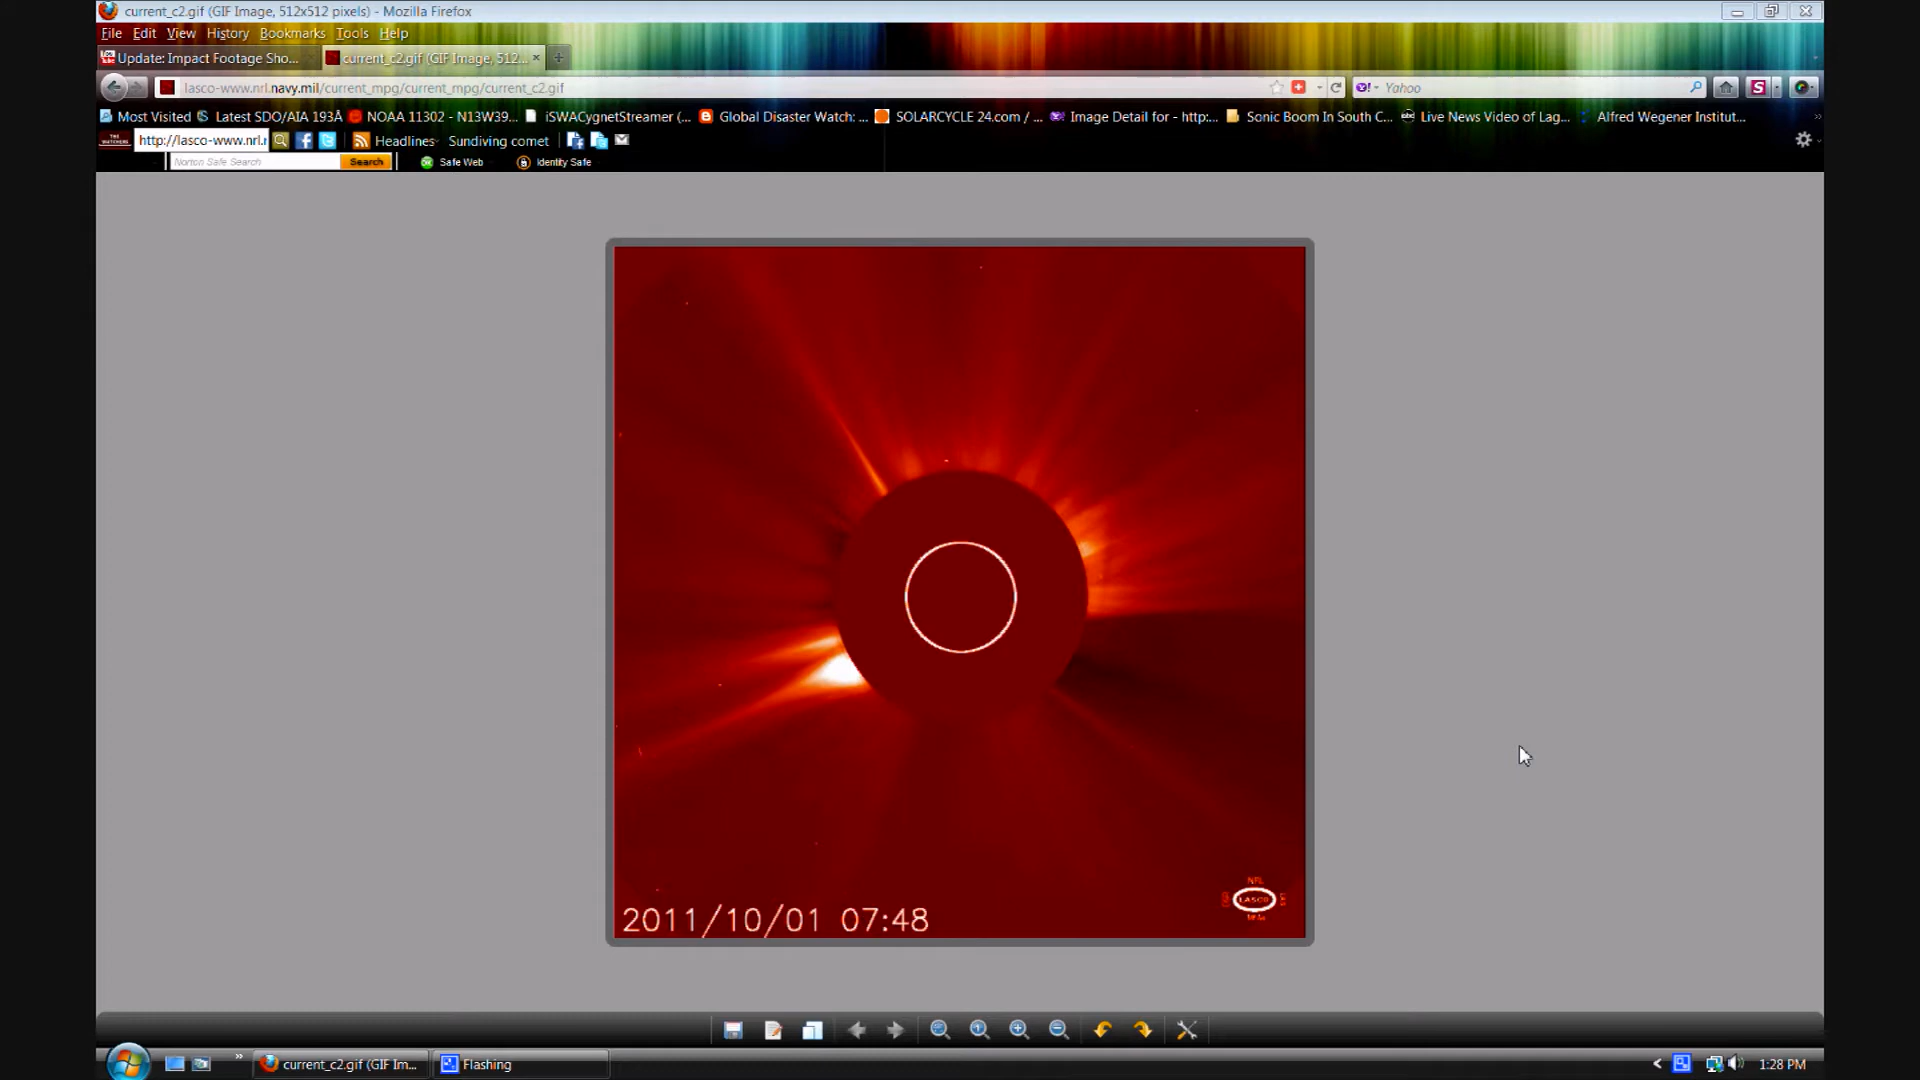 current_c2.gif (GIF Image, 512x512 pixels) - Mozilla Firefox
File Edit View History Bookmarks Tools Help
Update: Impact Footage Sho... current_c2.gif (GIF Image, 512...
lasco-www.nrl.navy.mil/current_mpg/current_mpg/current_c2.gif Yahoo
Most Visited Latest SDO/AIA 193Â NOAA 11302 - N13W39... iSWACygnetStreamer (... Global Disaster Watch: ... SOLARCYCLE 24.com / ... Image Detail for - http:... Sonic Boom In South C... Live News Video of Lag... Alfred Wegener Institut...
http://lasco-www.nrl.r Headlines Sundiving comet
Norton Safe Search Search Safe Web Identity Safe
LASCO
2011/10/01 07:48
current_c2.gif (GIF Im... Flashing 1:28 PM